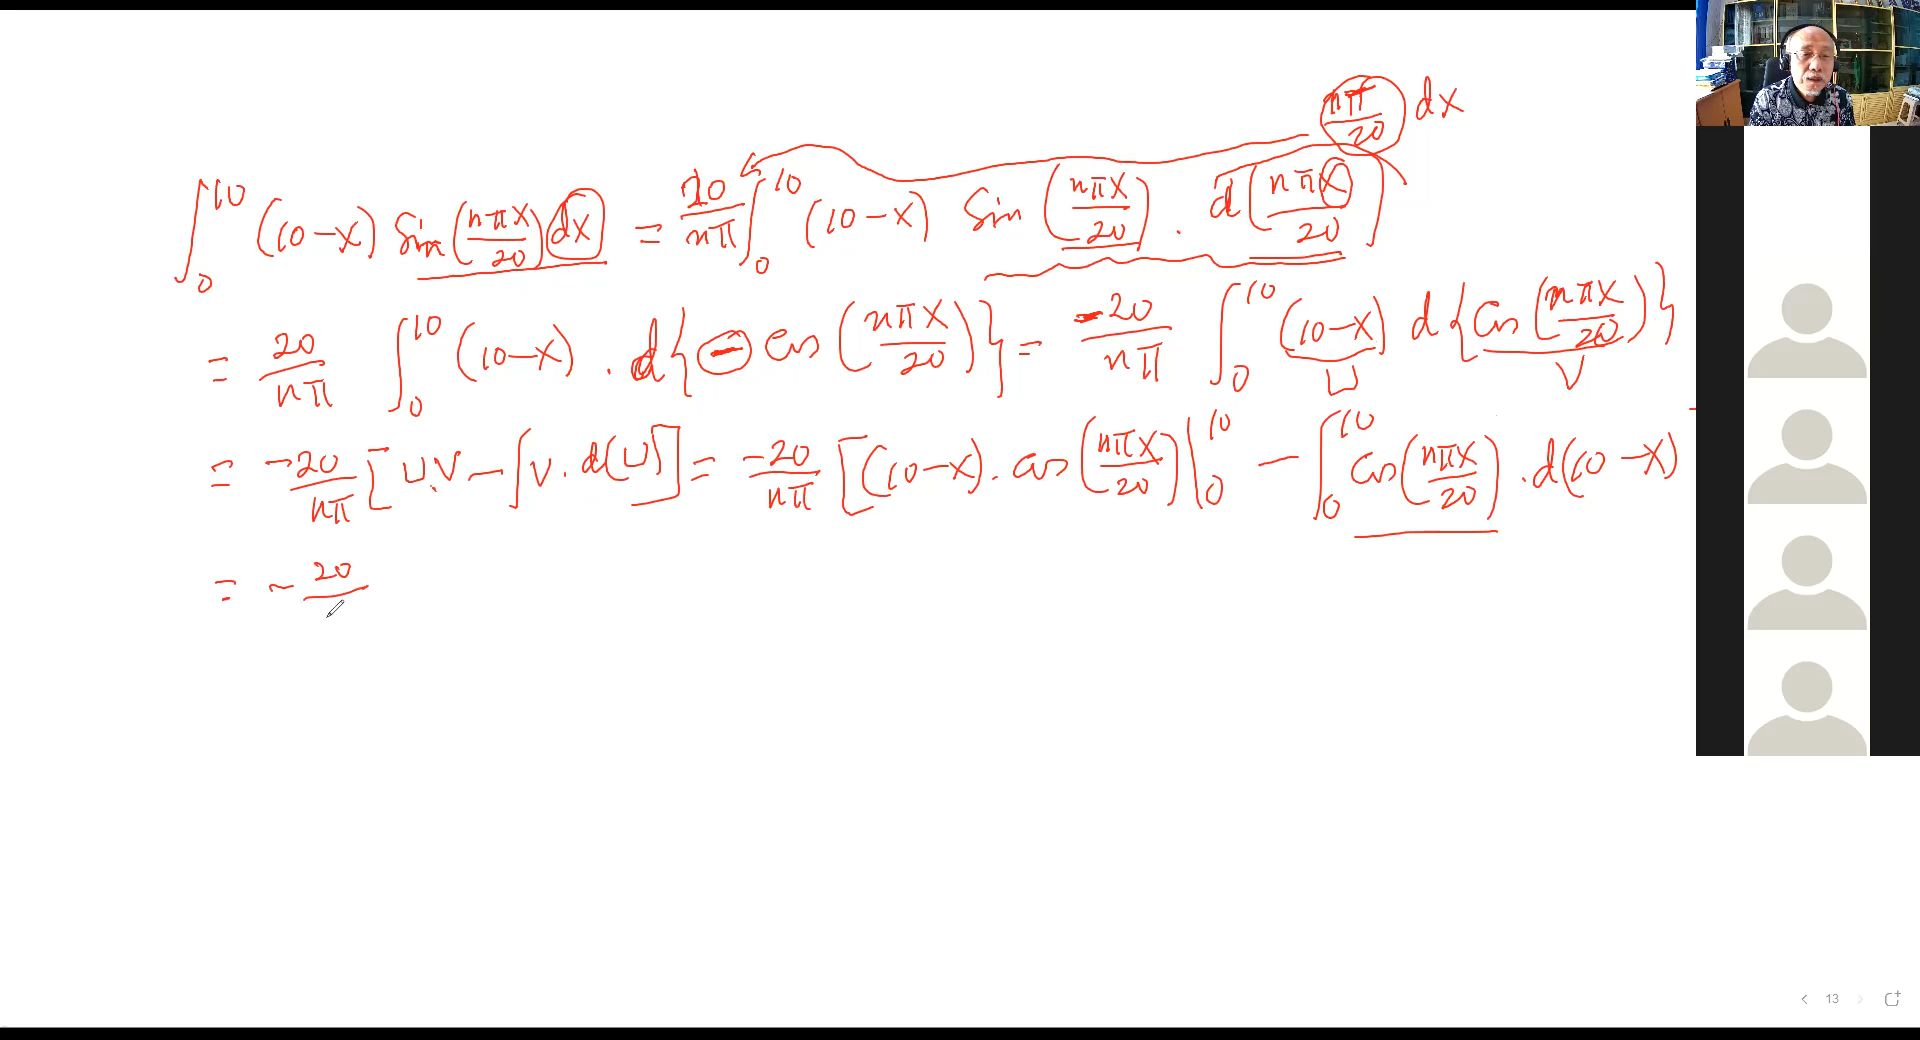 nπ/20 dx
∫₀¹⁰ (10-x) Sin(nπx/20) dx = 20/nπ ∫₀¹⁰ (10-x) Sin(nπx/20) . d(nπx/20)
= 20/nπ ∫₀¹⁰ (10-x) . d{- cos(nπx/20)} = -20/nπ ∫₀¹⁰ (10-x) d{cos(nπx/20)}
U V
= -20/nπ [U.V - ∫V.d(U)] = -20/nπ [(10-x).cos(nπx/20)|₀¹⁰ - ∫₀¹⁰ cos(nπx/20).d(10-x)
= - 20/
13